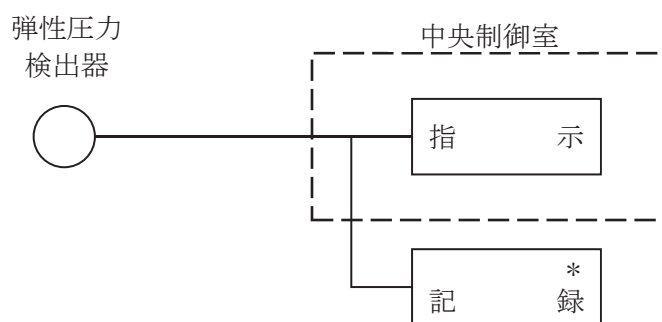 弾性圧力
検出器
中央制御室
指 示
*
記 録